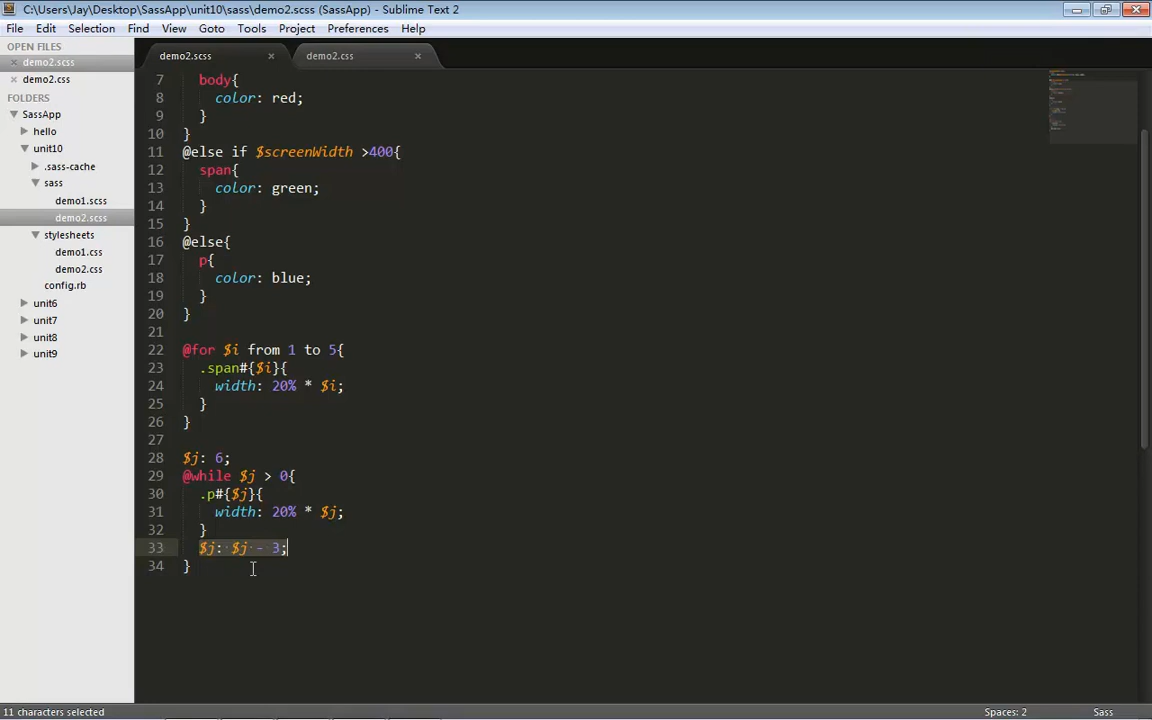 C:\Users\Jay\Desktop\SassApp\unit10\sass\demo2.scss (SassApp) - Sublime Text 2
File Edit Selection Find View Goto Tools Project Preferences Help
OPEN FILES
demo2.scss
demo2.css
FOLDERS
SassApp
hello
unit10
.sass-cache
sass
demo1.scss
demo2.scss
stylesheets
demo1.css
demo2.css
config.rb
unit6
unit7
unit8
unit9
demo2.scss demo2.css
7 body{
8 color: red;
9 }
10 }
11 @else if $screenWidth >400{
12 span{
13 color: green;
14 }
15 }
16 @else{
17 p{
18 color: blue;
19 }
20 }
21
22 @for $i from 1 to 5{
23 .span#{$i}{
24 width: 20% * $i;
25 }
26 }
27
28 $j: 6;
29 @while $j > 0{
30 .p#{$j}{
31 width: 20% * $j;
32 }
33 $j: $j - 3;
34 }
11 characters selected Spaces: 2 Sass